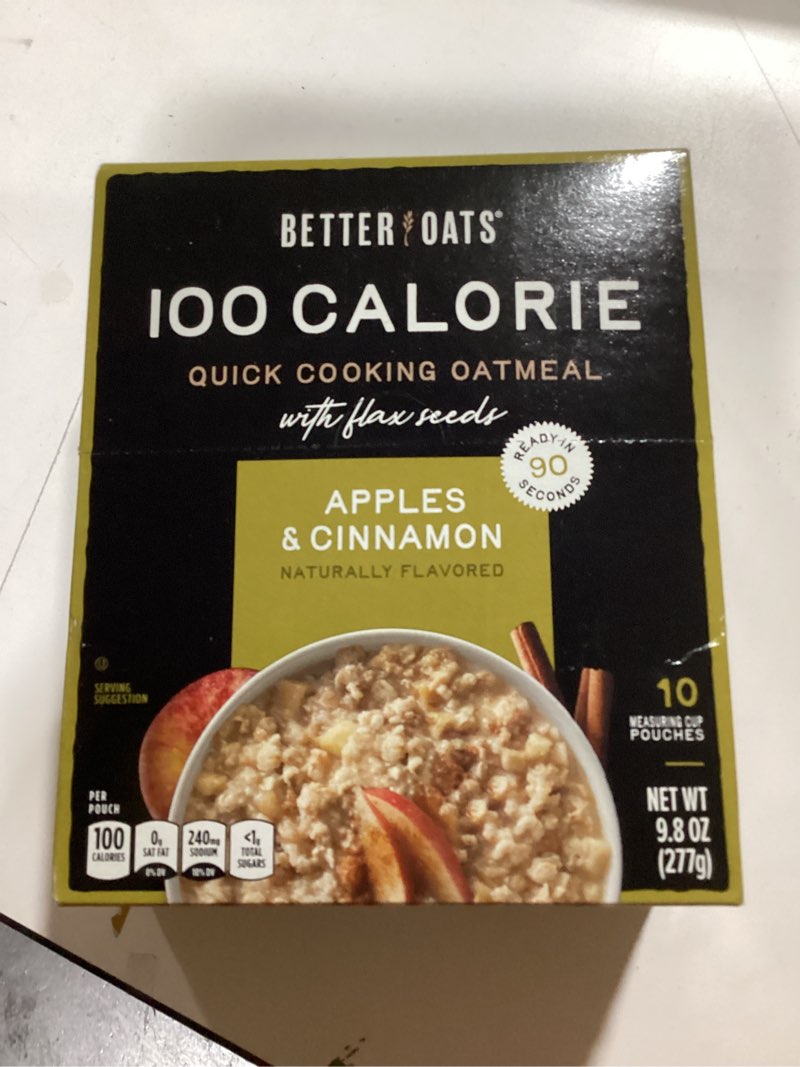 BETTER OATS®
100 CALORIE
QUICK COOKING OATMEAL
with flax seeds
READY IN
90
SECONDS
APPLES
& CINNAMON
NATURALLY FLAVORED
U
SERVING
SUGGESTION
10
MEASURING CUP
POUCHES
NET WT
9.8 OZ
(277g)
PER
POUCH
100
CALORIES
0g
SAT FAT
0% DV
240mg
SODIUM
10% DV
<1g
TOTAL
SUGARS